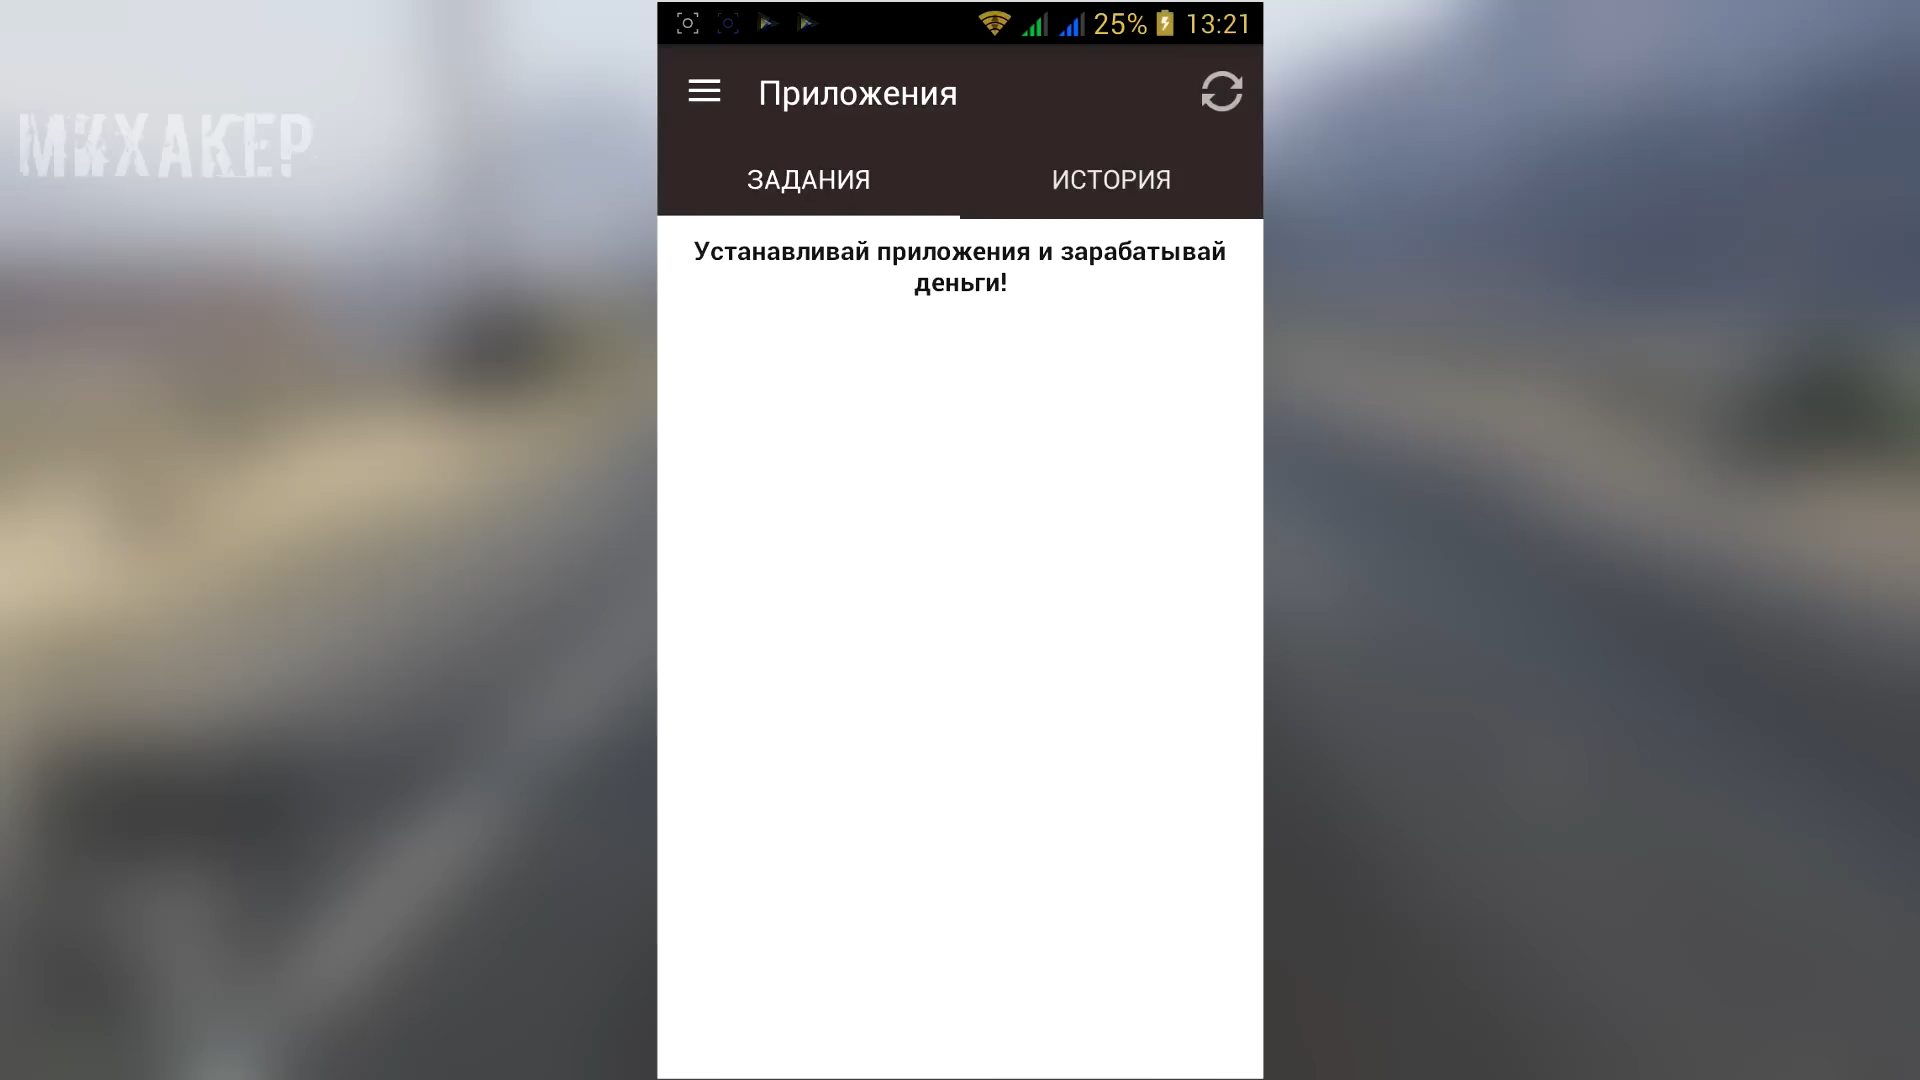 25% 13:21
Приложения
МИХАКЕР
ЗАДАНИЯ ИСТОРИЯ
Устанавливай приложения и зарабатывай
деньги!